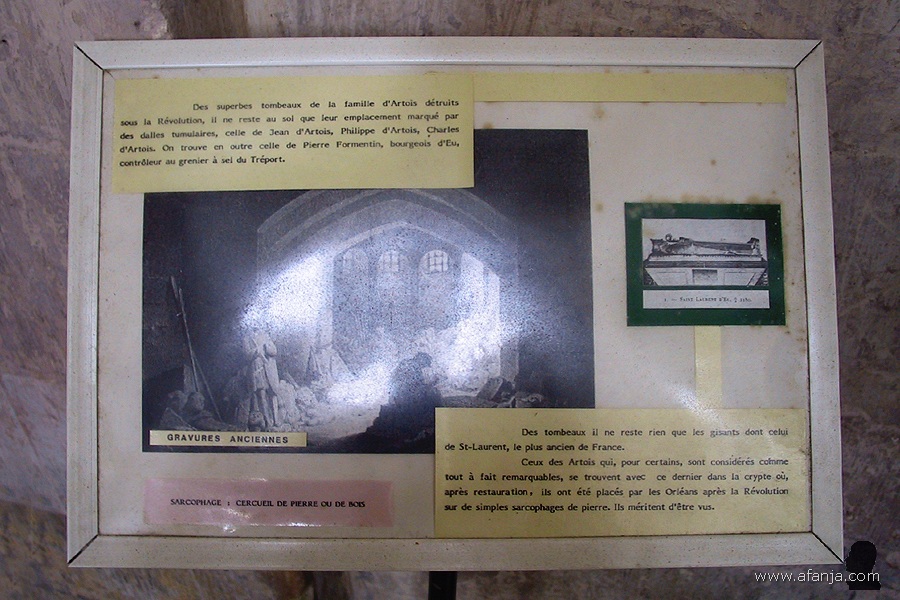 Des superbes tombeaux de la famille d'Artois détruits
sous la Révolution, il ne reste au sol que leur emplacement marqué par
des dalles tumulaires, celle de Jean d'Artois, Philippe d'Artois, Charles
d'Artois. On trouve en outre celle de Pierre Formentin, bourgeois d'Eu,
contrôleur au grenier à sel du Tréport.
1. — SAINT LAURENT D'EU, † 1180.
GRAVURES ANCIENNES
Des tombeaux il ne reste rien que les gisants dont celui
de St-Laurent, le plus ancien de France.
Ceux des Artois qui, pour certains, sont considérés comme
tout à fait remarquables, se trouvent avec ce dernier dans la crypte où,
après restauration, ils ont été placés par les Orléans après la Révolution
sur de simples sarcophages de pierre. Ils méritent d'être vus.
SARCOPHAGE : CERCUEIL DE PIERRE OU DE BOIS
www.afanja.com